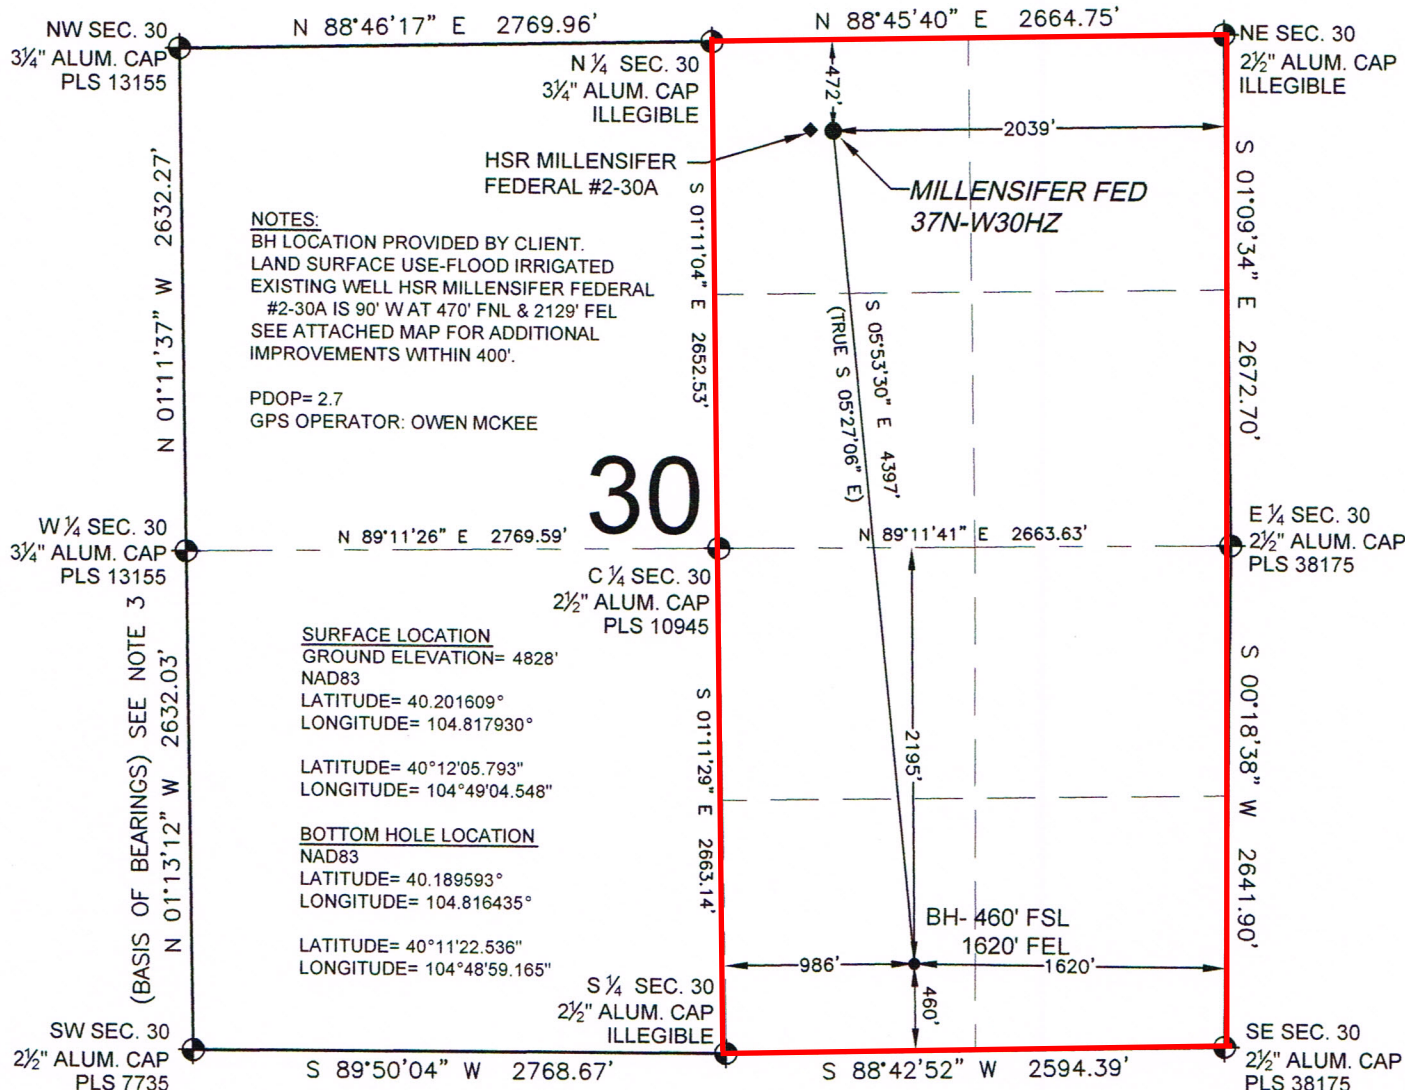 NW SEC. 30
3¼" ALUM. CAP
PLS 13155
N 88°46'17" E 2769.96'
N ¼ SEC. 30
3¼" ALUM. CAP
ILLEGIBLE
N 88°45'40" E 2664.75'
NE SEC. 30
2½" ALUM. CAP
ILLEGIBLE
472'
2039'
HSR MILLENSIFER
FEDERAL #2-30A
MILLENSIFER FED
37N-W30HZ
N 01°11'37" W 2632.27'
NOTES:
BH LOCATION PROVIDED BY CLIENT.
LAND SURFACE USE-FLOOD IRRIGATED
EXISTING WELL HSR MILLENSIFER FEDERAL
#2-30A IS 90' W AT 470' FNL & 2129' FEL
SEE ATTACHED MAP FOR ADDITIONAL
IMPROVEMENTS WITHIN 400'.
PDOP= 2.7
GPS OPERATOR: OWEN MCKEE
S 01°11'04" E 2652.53'
S 05°53'30" E 4397'
(TRUE S 05°27'06" E)
S 01°09'34" E 2672.70'
30
W ¼ SEC. 30
3¼" ALUM. CAP
PLS 13155
N 89°11'26" E 2769.59'
C ¼ SEC. 30
2½" ALUM. CAP
PLS 10945
N 89°11'41" E 2663.63'
E ¼ SEC. 30
2½" ALUM. CAP
PLS 38175
(BASIS OF BEARINGS) SEE NOTE 3
N 01°13'12" W 2632.03'
SURFACE LOCATION
GROUND ELEVATION= 4828'
NAD83
LATITUDE= 40.201609°
LONGITUDE= 104.817930°
LATITUDE= 40°12'05.793"
LONGITUDE= 104°49'04.548"
BOTTOM HOLE LOCATION
NAD83
LATITUDE= 40.189593°
LONGITUDE= 104.816435°
LATITUDE= 40°11'22.536"
LONGITUDE= 104°48'59.165"
S 01°11'29" E 2663.14'
2195'
S 00°18'38" W 2641.90'
BH- 460' FSL
1620' FEL
986'
1620'
460'
SW SEC. 30
2½" ALUM. CAP
PLS 7735
S 89°50'04" W 2768.67'
S ¼ SEC. 30
2½" ALUM. CAP
ILLEGIBLE
S 88°42'52" W 2594.39'
SE SEC. 30
2½" ALUM. CAP
PLS 38175